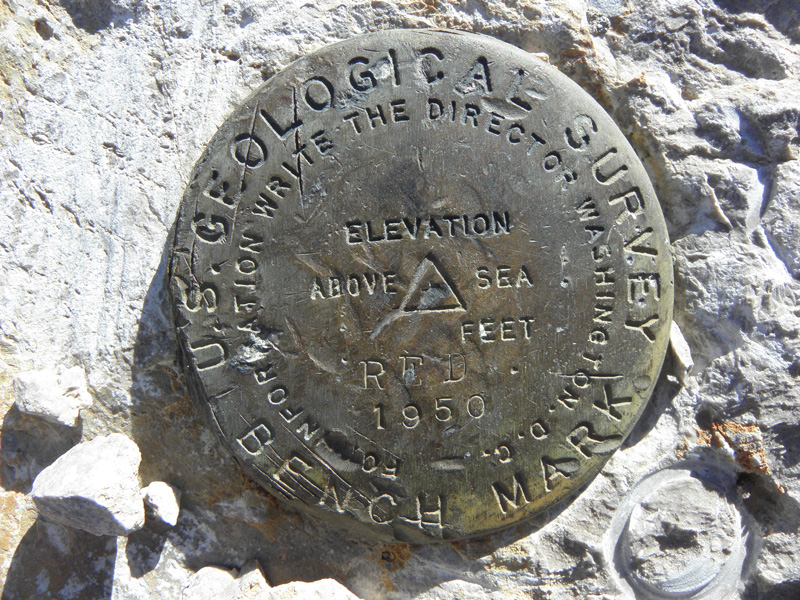 U.S. GEOLOGICAL SURVEY
BENCH MARK
FOR INFORMATION WRITE THE DIRECTOR WASHINGTON, D.C.
ELEVATION
ABOVE SEA
FEET
RED
1950